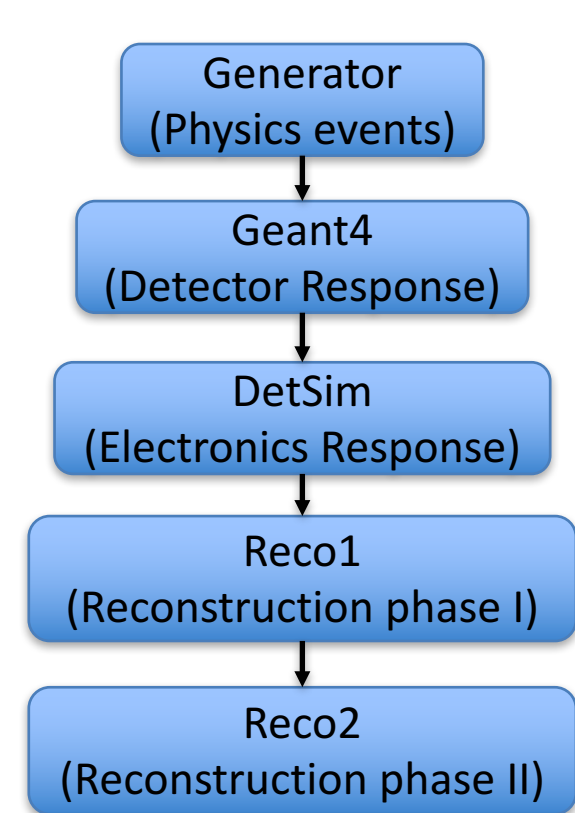 Generator
(Physics events)
Geant4
(Detector Response)
DetSim
(Electronics Response)
Reco1
(Reconstruction phase I)
Reco2
(Reconstruction phase II)